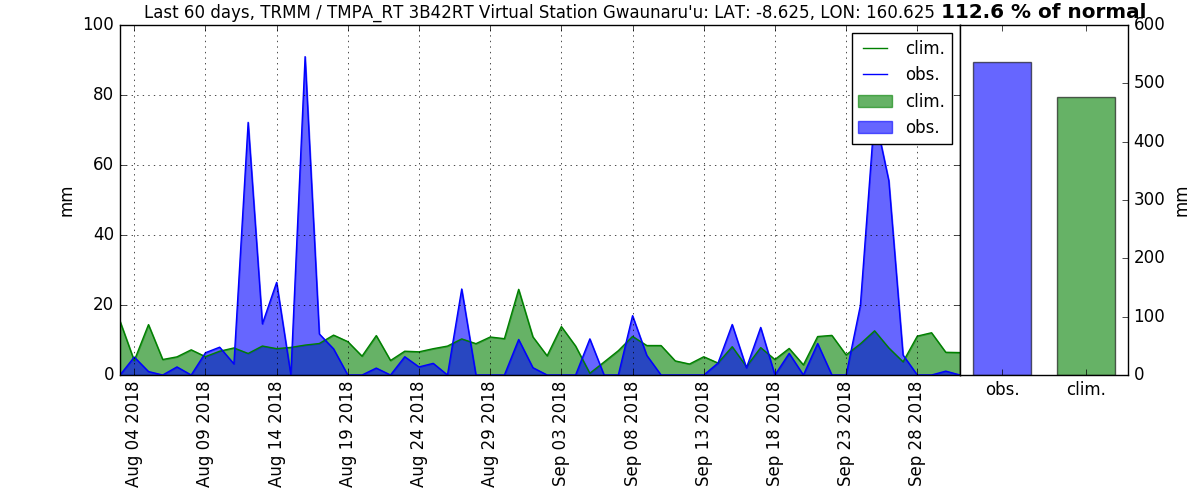 Last 60 days, TRMM / TMPA_RT 3B42RT Virtual Station Gwaunaru'u: LAT: -8.625, LON: 160.625 112.6 % of normal
100
80
60
40
20
0
mm
clim.
obs.
clim.
obs.
600
500
400
300
200
100
0
mm
obs.
clim.
Aug 04 2018
Aug 09 2018
Aug 14 2018
Aug 19 2018
Aug 24 2018
Aug 29 2018
Sep 03 2018
Sep 08 2018
Sep 13 2018
Sep 18 2018
Sep 23 2018
Sep 28 2018